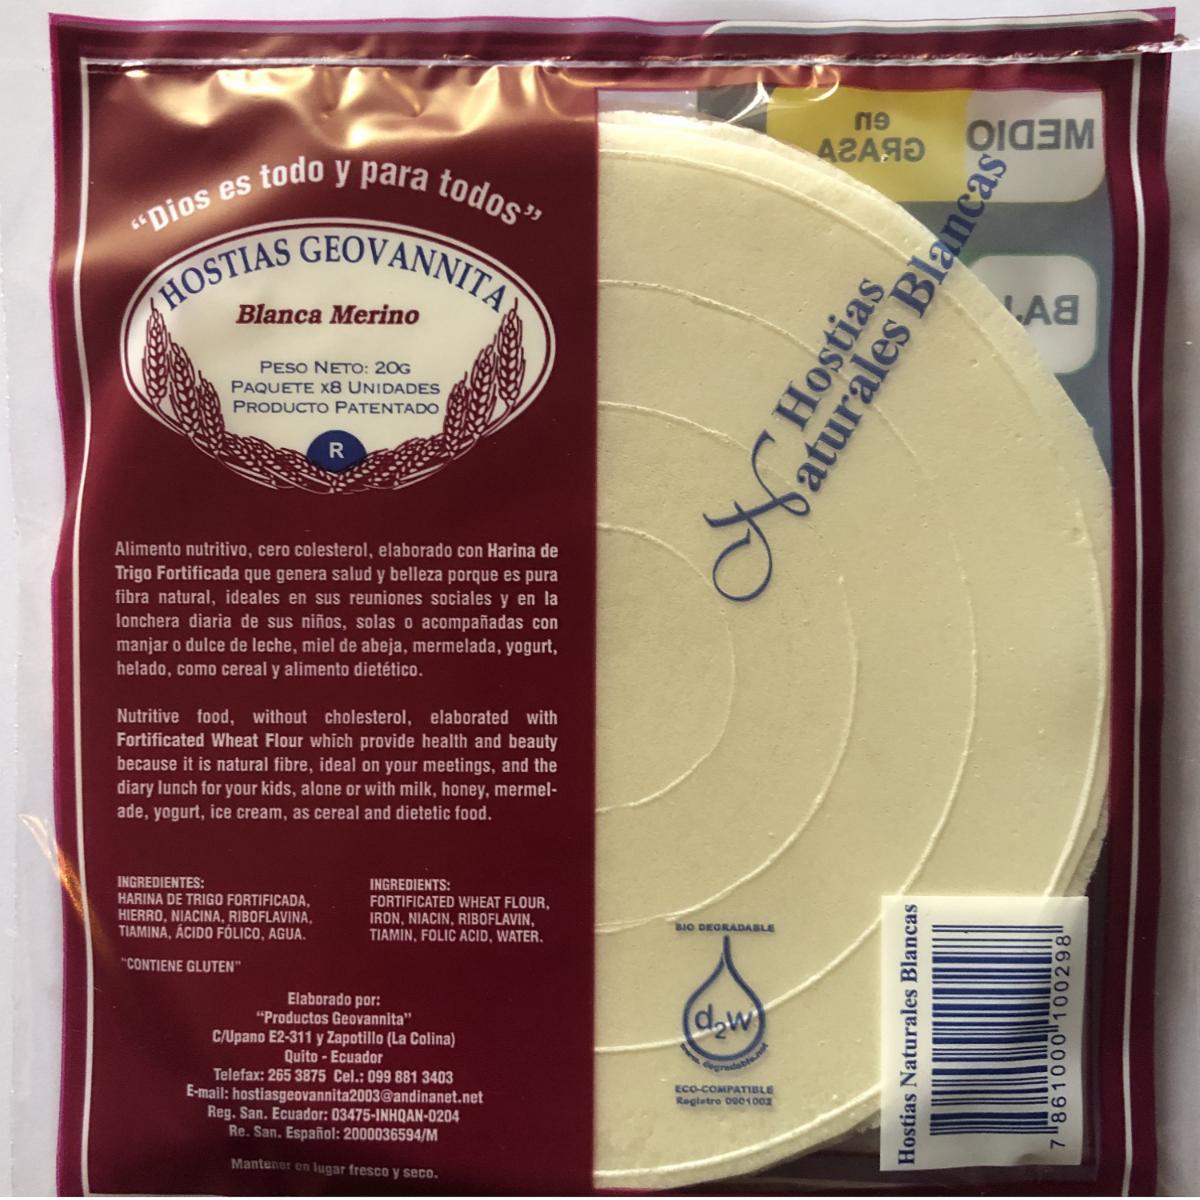 “Dios es todo y para todos”
HOSTIAS GEOVANNITA
Blanca Merino
PESO NETO: 20G
PAQUETE X8 UNIDADES
PRODUCTO PATENTADO
R
Alimento nutritivo, cero colesterol, elaborado con Harina de
Trigo Fortificada que genera salud y belleza porque es pura
fibra natural, ideales en sus reuniones sociales y en la
lonchera diaria de sus niños, solas o acompañadas con
manjar o dulce de leche, miel de abeja, mermelada, yogurt,
helado, como cereal y alimento dietético.
Nutritive food, without cholesterol, elaborated with
Fortificated Wheat Flour which provide health and beauty
because it is natural fibre, ideal on your meetings, and the
diary lunch for your kids, alone or with milk, honey, mermel-
ade, yogurt, ice cream, as cereal and dietetic food.
INGREDIENTES:
HARINA DE TRIGO FORTIFICADA,
HIERRO, NIACINA, RIBOFLAVINA,
TIAMINA, ÁCIDO FÓLICO, AGUA.
"CONTIENE GLUTEN"
INGREDIENTS:
FORTIFICATED WHEAT FLOUR,
IRON, NIACIN, RIBOFLAVIN,
TIAMIN, FOLIC ACID, WATER.
Elaborado por:
“Productos Geovannita”
C/Upano E2-311 y Zapotillo (La Colina)
Quito - Ecuador
Telefax: 265 3875 Cel.: 099 881 3403
E-mail: hostiasgeovannita2003@andinanet.net
Reg. San. Ecuador: 03475-INHQAN-0204
Re. San. Español: 2000036594/M
Mantener en lugar fresco y seco.
MEDIO
en
GRASA
Hostias
Naturales Blancas
BIO DEGRADABLE
d2w
www.degradable.net
ECO-COMPATIBLE
Registro 0901002
Hostias Naturales Blancas
7 861000 100298